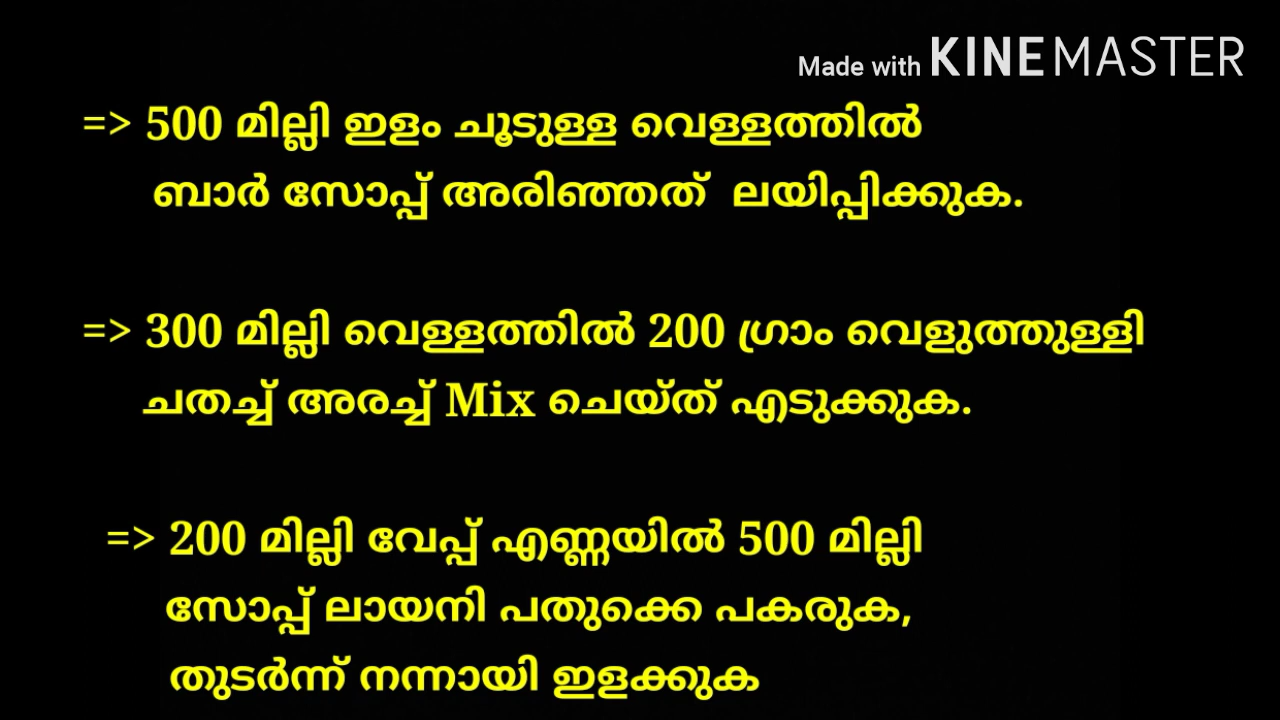 Made with KINEMASTER
=> 500 മില്ലി ഇളം ചൂടുള്ള വെള്ളത്തിൽ
ബാർ സോപ്പ് അരിഞ്ഞത് ലയിപ്പിക്കുക.
=> 300 മില്ലി വെള്ളത്തിൽ 200 ഗ്രാം വെളുത്തുള്ളി
ചതച്ച് അരച്ച് Mix ചെയ്ത് എടുക്കുക.
=> 200 മില്ലി വേപ്പ് എണ്ണയിൽ 500 മില്ലി
സോപ്പ് ലായനി പതുക്കെ പകരുക,
തുടർന്ന് നന്നായി ഇളക്കുക